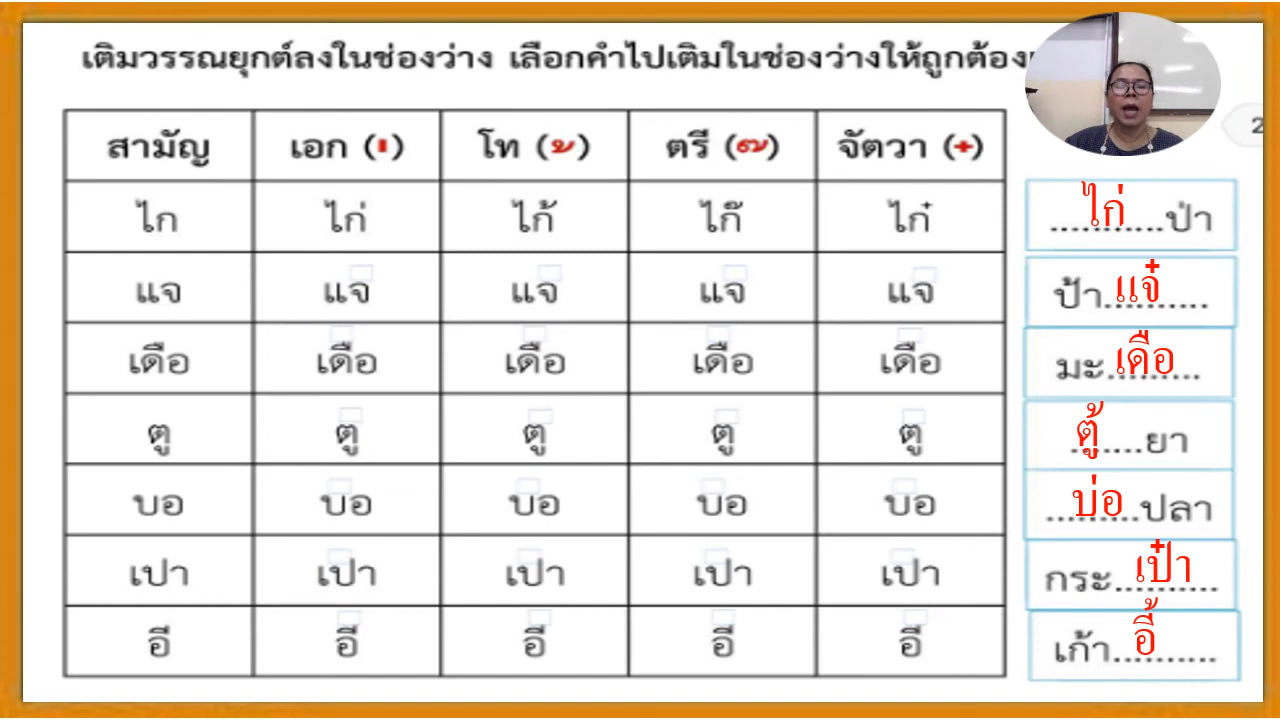 เติมวรรณยุกต์ลงในช่องว่าง เลือกคำไปเติมในช่องว่างให้ถูกต้อง
2
สามัญ เอก (่) โท (้) ตรี (๊) จัตวา (๋)
ไก ไก่ ไก้ ไก๊ ไก๋
แจ แจ แจ แจ แจ
เดือ เดือ เดือ เดือ เดือ
ตู ตู ตู ตู ตู
บอ บอ บอ บอ บอ
เปา เปา เปา เปา เปา
อี อี อี อี อี
ไก่...........ป่า
ป้า แจ๋..........
มะ เดือ.........
ตู้.......ยา
บ่อ.........ปลา
กระ เป๋า..........
เก้า อี้..........